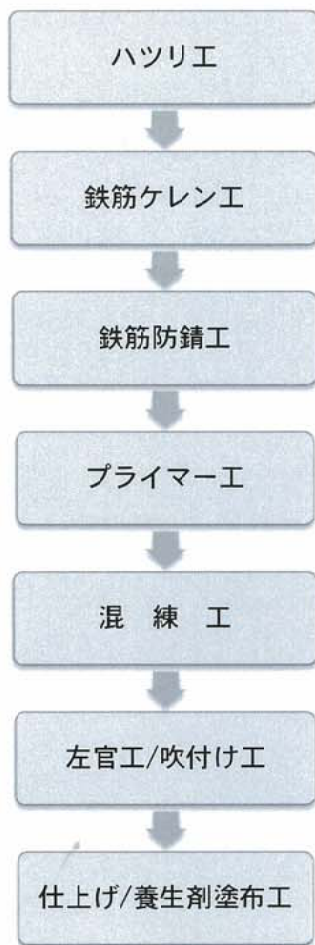 ハツリ工
鉄筋ケレン工
鉄筋防錆工
プライマー工
混 練 工
左官工/吹付け工
仕上げ/養生剤塗布工